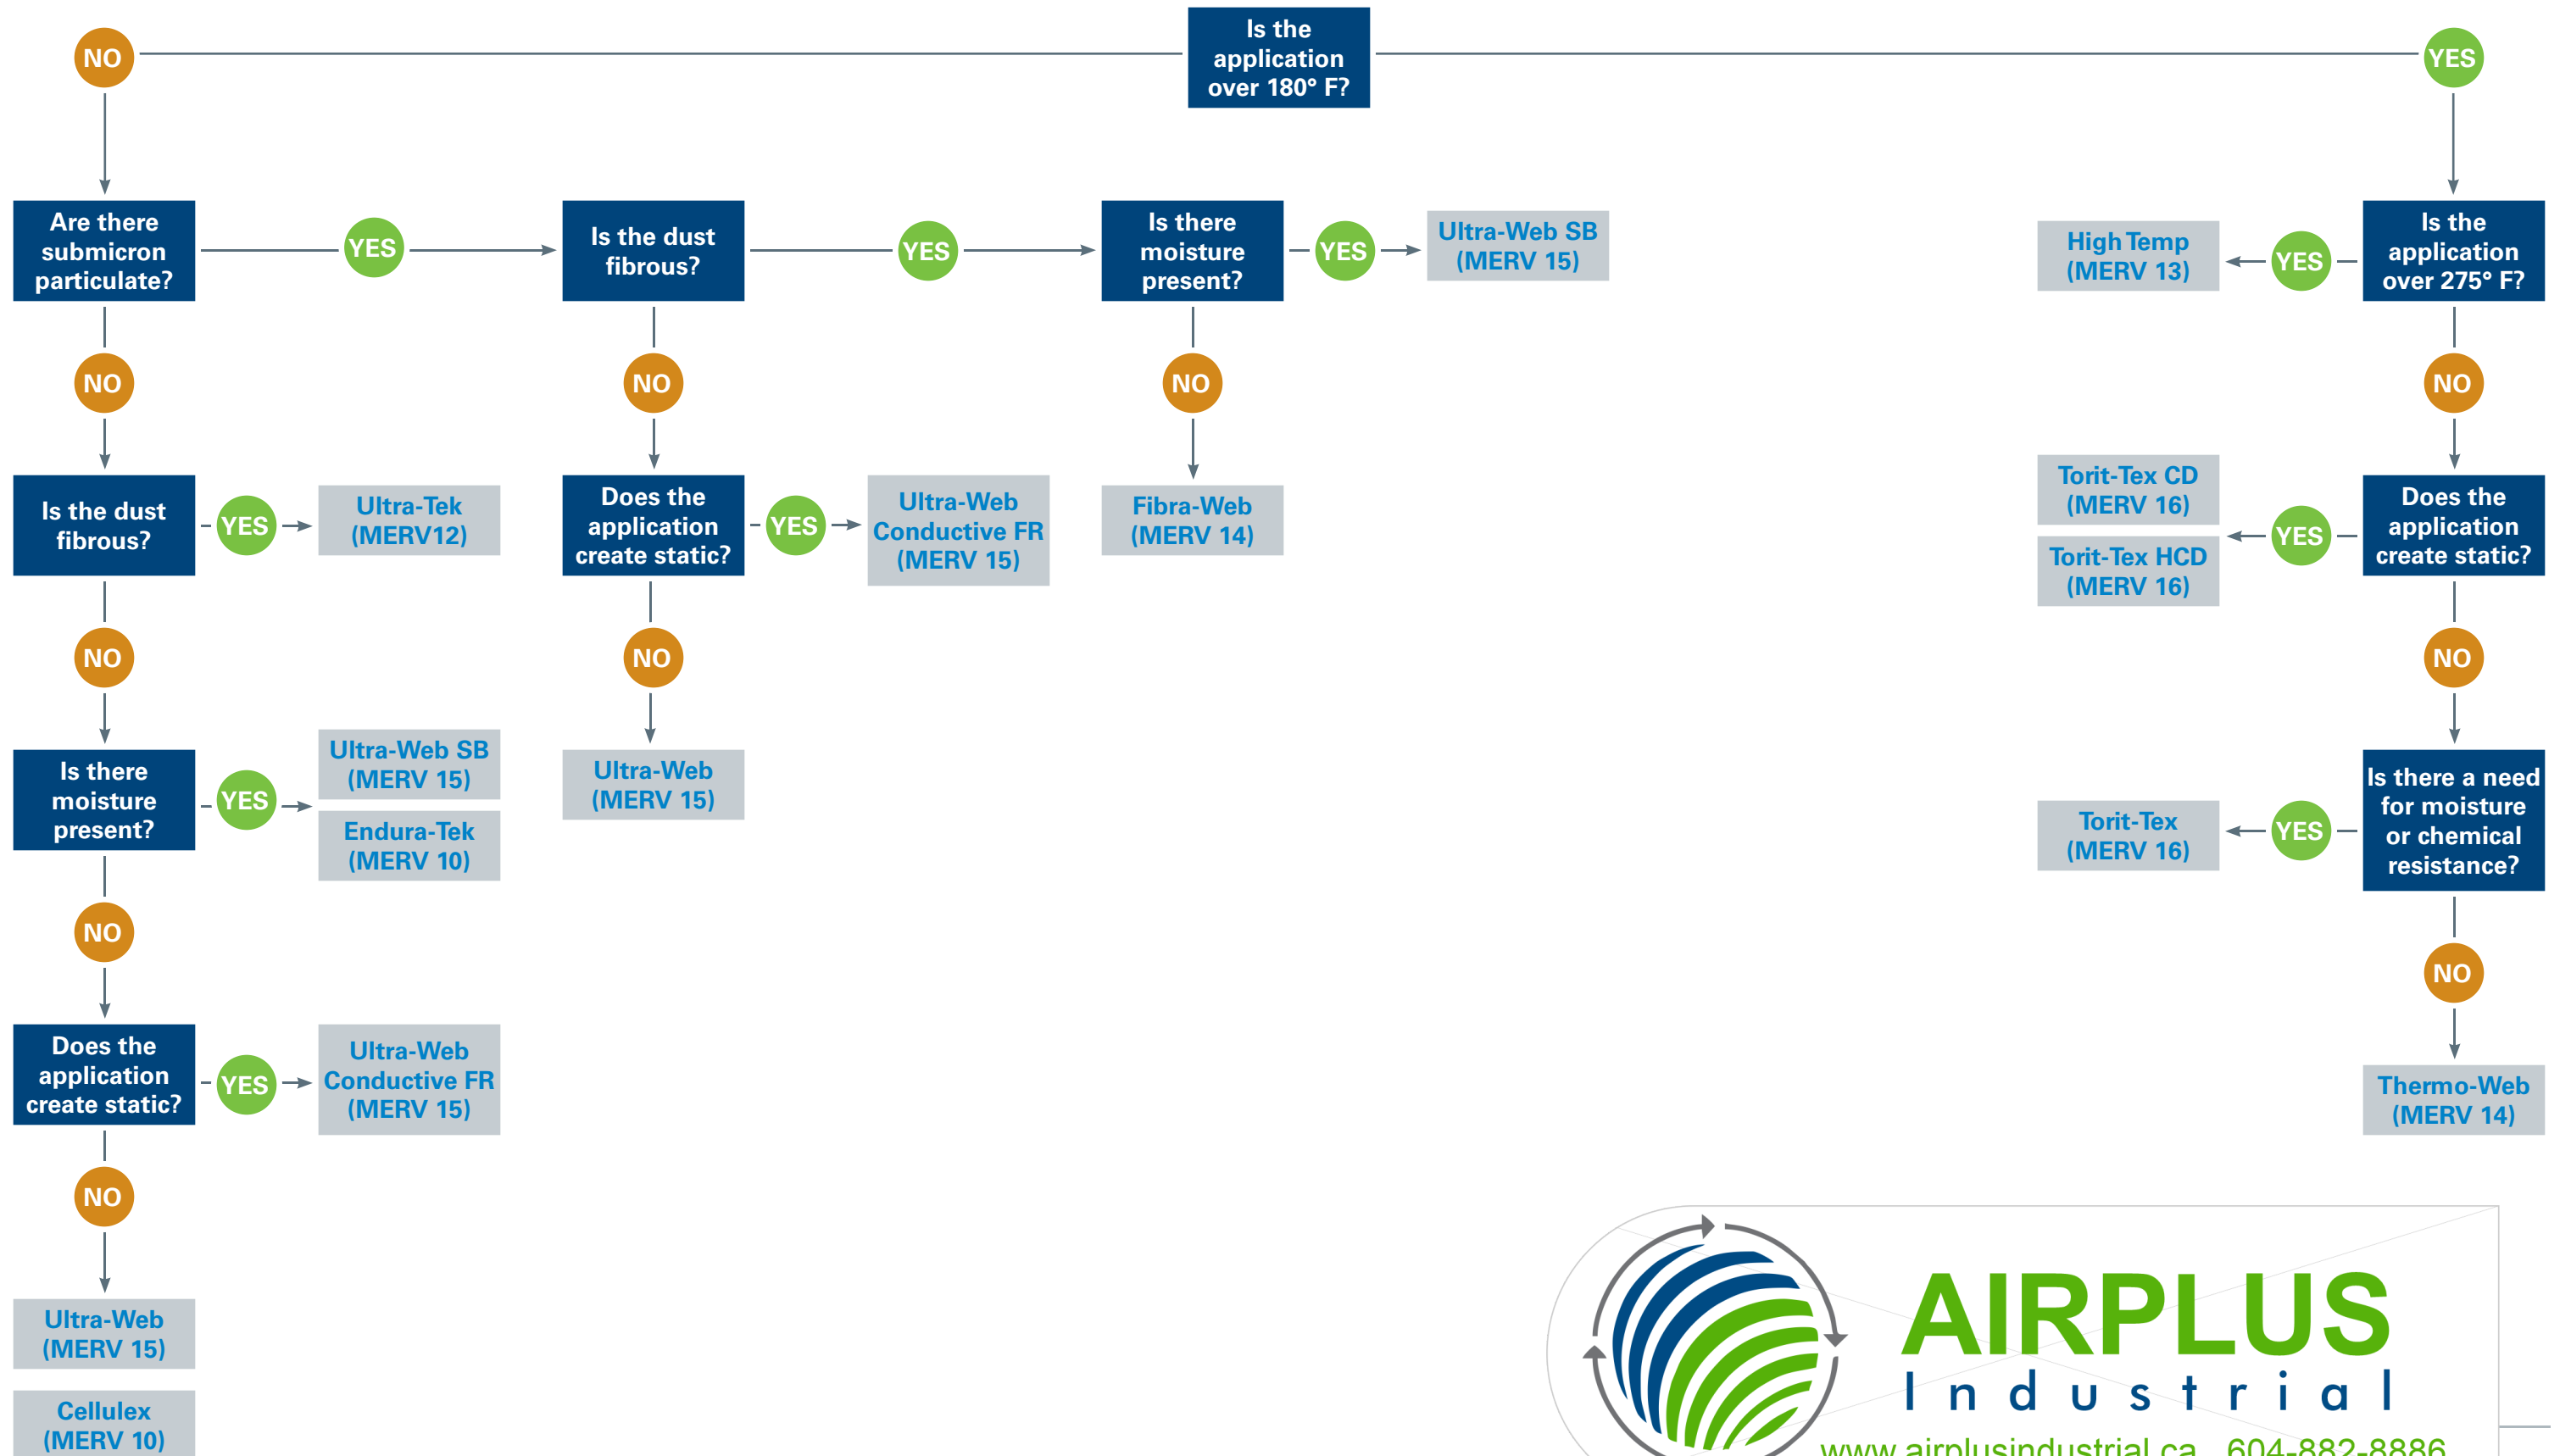 Is the
application
over 180° F?
NO
YES
Are there
submicron
particulate?
YES
Is the dust
fibrous?
YES
Is there
moisture
present?
YES
Ultra-Web SB
(MERV 15)
High Temp
(MERV 13)
YES
Is the
application
over 275° F?
NO
NO
NO
NO
Is the dust
fibrous?
YES
Ultra-Tek
(MERV12)
Does the
application
create static?
YES
Ultra-Web
Conductive FR
(MERV 15)
Fibra-Web
(MERV 14)
Torit-Tex CD
(MERV 16)
Torit-Tex HCD
(MERV 16)
YES
Does the
application
create static?
NO
NO
NO
Is there
moisture
present?
YES
Ultra-Web SB
(MERV 15)
Endura-Tek
(MERV 10)
Ultra-Web
(MERV 15)
Torit-Tex
(MERV 16)
YES
Is there a need
for moisture
or chemical
resistance?
NO
NO
Does the
application
create static?
YES
Ultra-Web
Conductive FR
(MERV 15)
Thermo-Web
(MERV 14)
NO
Ultra-Web
(MERV 15)
Cellulex
(MERV 10)
AIRPLUS
Industrial
www.airplusindustrial.ca 604-882-8886